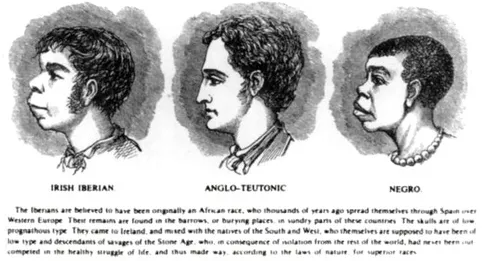 IRISH IBERIAN
ANGLO-TEUTONIC
NEGRO.
The Iberians are believed to have been originally an African race, who thousands of years ago spread themselves through Spain over
Western Europe. Their remains are found in the barrows, or burying places, in sundry parts of these countries. The skulls are of low,
prognathous type. They came to Ireland, and mixed with the natives of the South and West, who themselves are supposed to have been of
low type and descendants of savages of the Stone Age, who, in consequence of isolation from the rest of the world, had never been out-
competed in the healthy struggle of life, and thus made way, according to the laws of nature, for superior races.